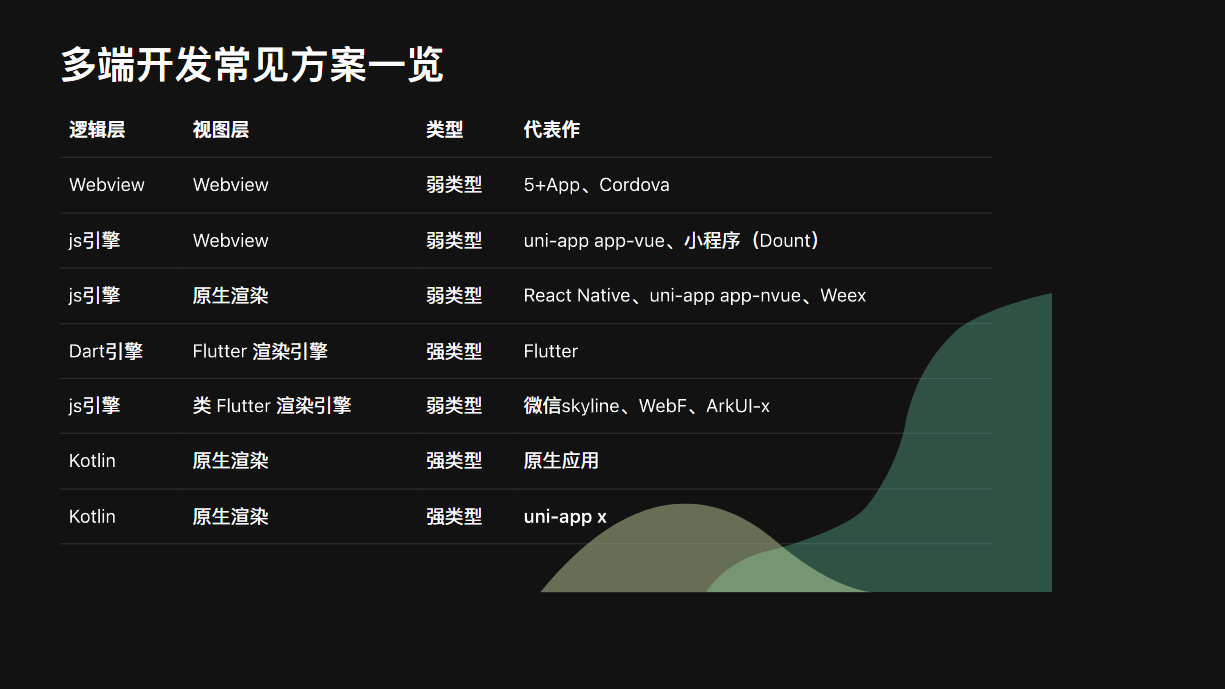 多端开发常见方案一览
逻辑层 视图层 类型 代表作
Webview Webview 弱类型 5+App、Cordova
js引擎 Webview 弱类型 uni-app app-vue、小程序（Dount）
js引擎 原生渲染 弱类型 React Native、uni-app app-nvue、Weex
Dart引擎 Flutter 渲染引擎 强类型 Flutter
js引擎 类 Flutter 渲染引擎 弱类型 微信skyline、WebF、ArkUI-x
Kotlin 原生渲染 强类型 原生应用
Kotlin 原生渲染 强类型 uni-app x